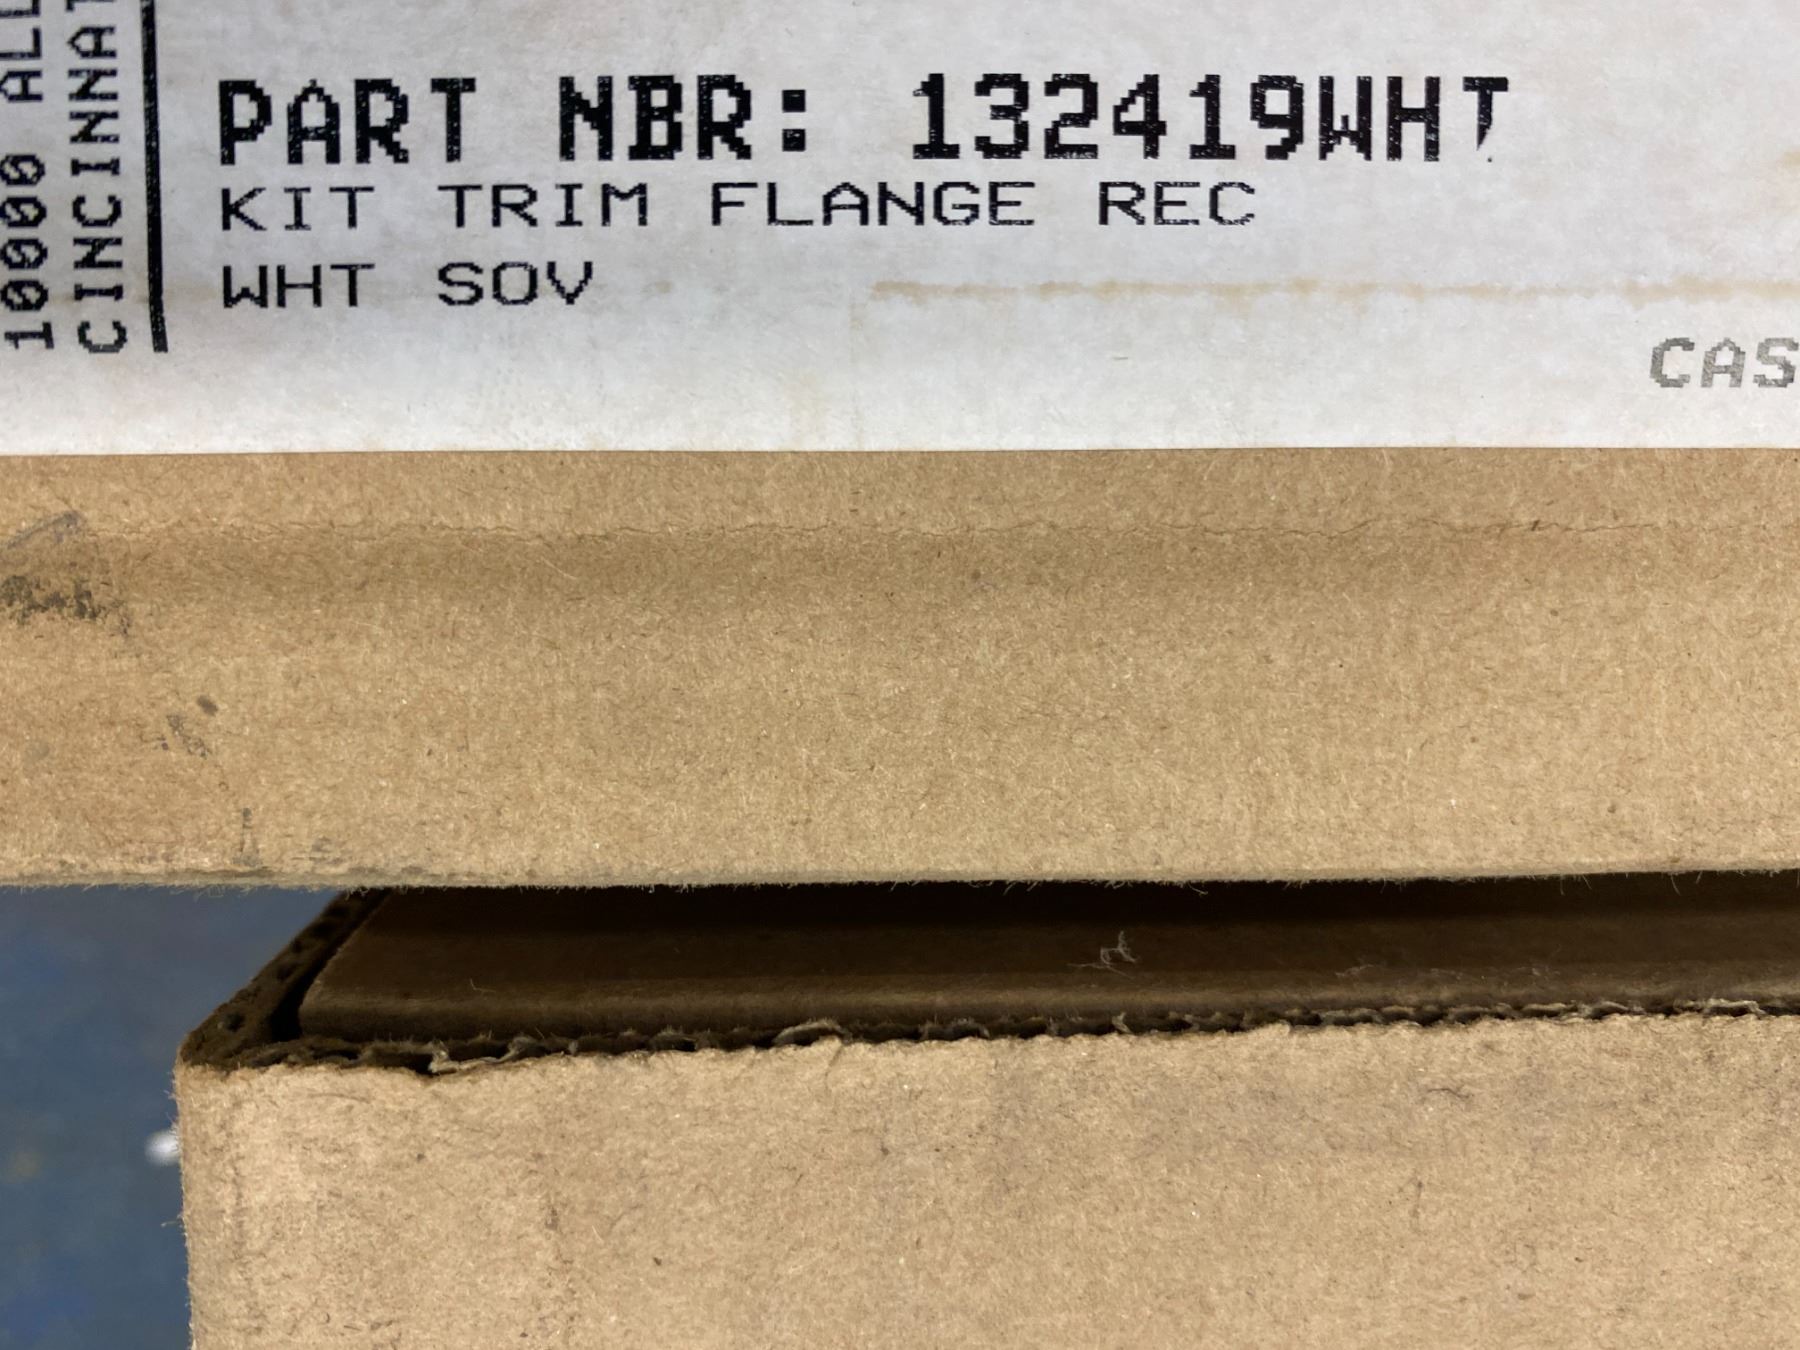 10000 ALL
CINCINNAT
PART NBR: 132419WHT
KIT TRIM FLANGE REC
WHT SOV
CAS